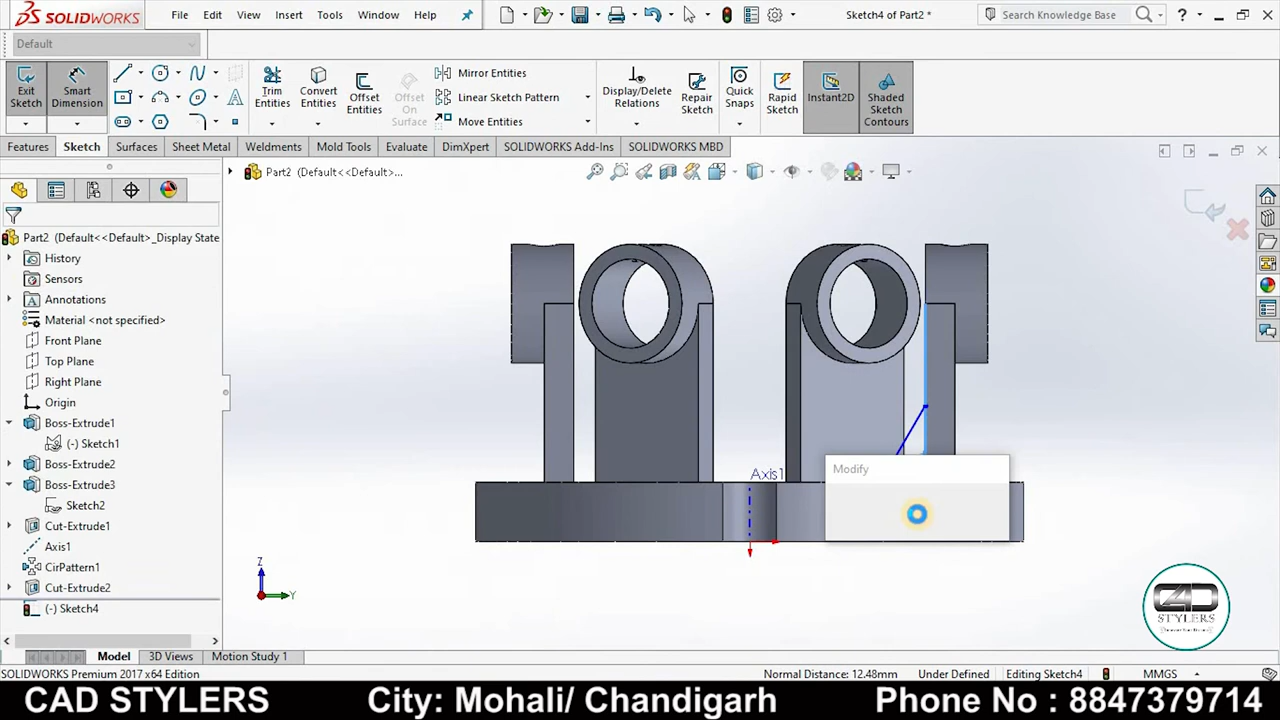 SOLIDWORKS
File Edit View Insert Tools Window Help
Sketch4 of Part2 *
Search Knowledge Base
?
Default
Exit Sketch
Smart Dimension
Trim Entities
Convert Entities
Offset Entities
Offset On Surface
Mirror Entities
Linear Sketch Pattern
Move Entities
Display/Delete Relations
Repair Sketch
Quick Snaps
Rapid Sketch
Instant2D
Shaded Sketch Contours
Features Sketch Surfaces Sheet Metal Weldments Mold Tools Evaluate DimXpert SOLIDWORKS Add-Ins SOLIDWORKS MBD
Part2 (Default<<Default>...
Part2 (Default<<Default>_Display State
History
Sensors
Annotations
Material <not specified>
Front Plane
Top Plane
Right Plane
Origin
Boss-Extrude1
(-) Sketch1
Boss-Extrude2
Boss-Extrude3
Sketch2
Cut-Extrude1
Axis1
CirPattern1
Cut-Extrude2
(-) Sketch4
Axis1
Modify
Z
Y
STYLERS
Model 3D Views Motion Study 1
SOLIDWORKS Premium 2017 x64 Edition
Normal Distance: 12.48mm Under Defined Editing Sketch4 MMGS
CAD STYLERS City: Mohali/ Chandigarh Phone No : 8847379714